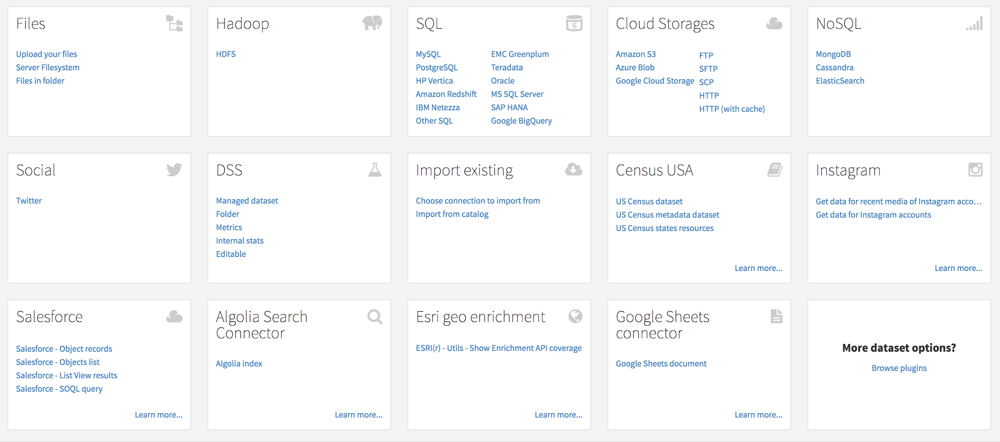 Files
Upload your files
Server Filesystem
Files in folder
Hadoop
HDFS
SQL
MySQL
PostgreSQL
HP Vertica
Amazon Redshift
IBM Netezza
Other SQL
EMC Greenplum
Teradata
Oracle
MS SQL Server
SAP HANA
Google BigQuery
Cloud Storages
Amazon S3
Azure Blob
Google Cloud Storage
FTP
SFTP
SCP
HTTP
HTTP (with cache)
NoSQL
MongoDB
Cassandra
ElasticSearch
Social
Twitter
DSS
Managed dataset
Folder
Metrics
Internal stats
Editable
Import existing
Choose connection to import from
Import from catalog
Census USA
US Census dataset
US Census metadata dataset
US Census states resources
Learn more...
Instagram
Get data for recent media of Instagram acco...
Get data for Instagram accounts
Learn more...
Salesforce
Salesforce - Object records
Salesforce - Objects list
Salesforce - List View results
Salesforce - SOQL query
Learn more...
Algolia Search
Connector
Algolia index
Learn more...
Esri geo enrichment
ESRI(r) - Utils - Show Enrichment API coverage
Learn more...
Google Sheets
connector
Google Sheets document
Learn more...
More dataset options?
Browse plugins